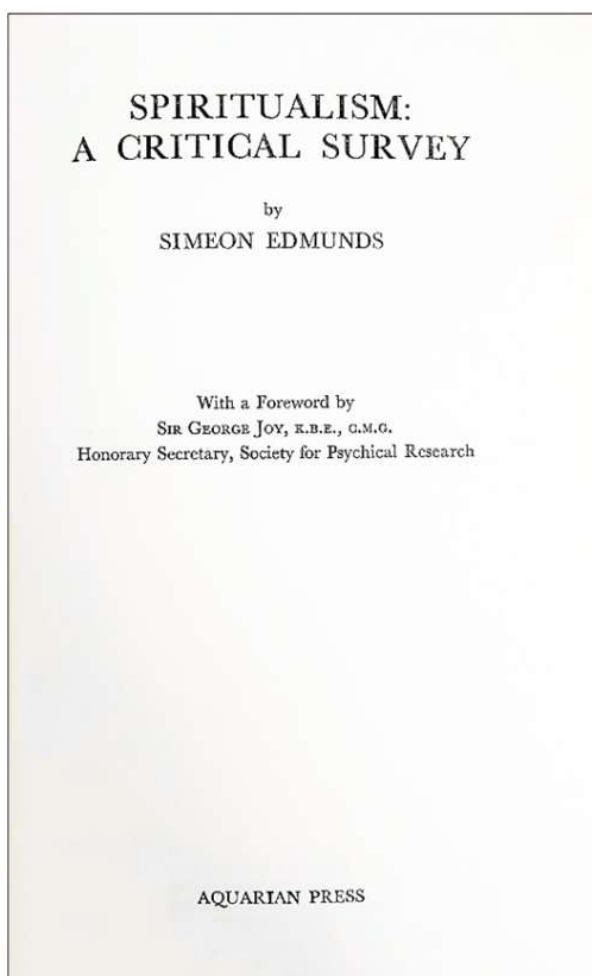 SPIRITUALISM:
A CRITICAL SURVEY
by
SIMEON EDMUNDS
With a Foreword by
SIR GEORGE JOY, K.B.E., C.M.G.
Honorary Secretary, Society for Psychical Research
AQUARIAN PRESS